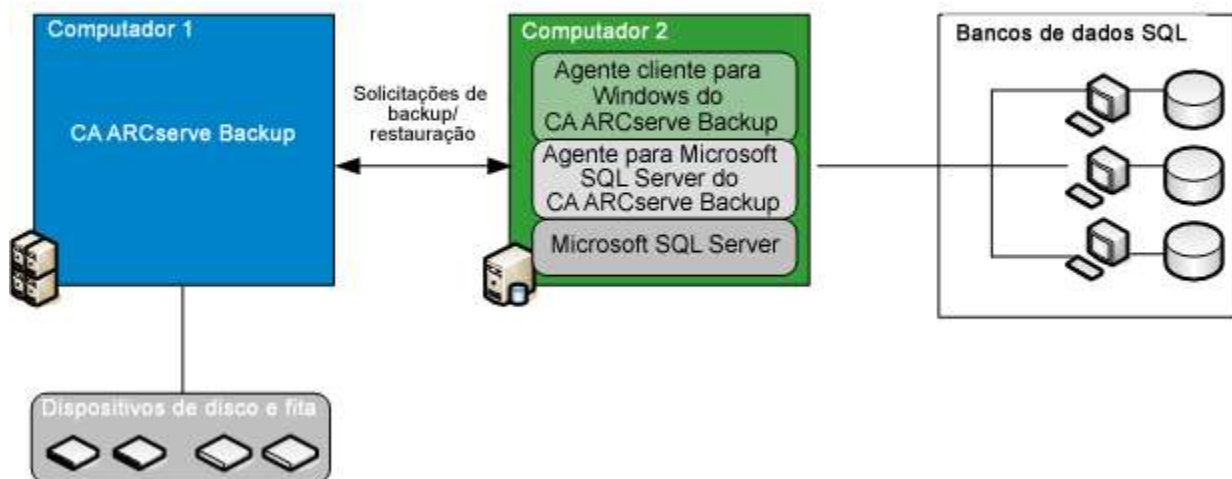 Computador 1
CA ARCserve Backup
Solicitações de
backup/
restauração
Computador 2
Agente cliente para
Windows do
CA ARCserve Backup
Agente para Microsoft
SQL Server do
CA ARCserve Backup
Microsoft SQL Server
Bancos de dados SQL
Dispositivos de disco e fita